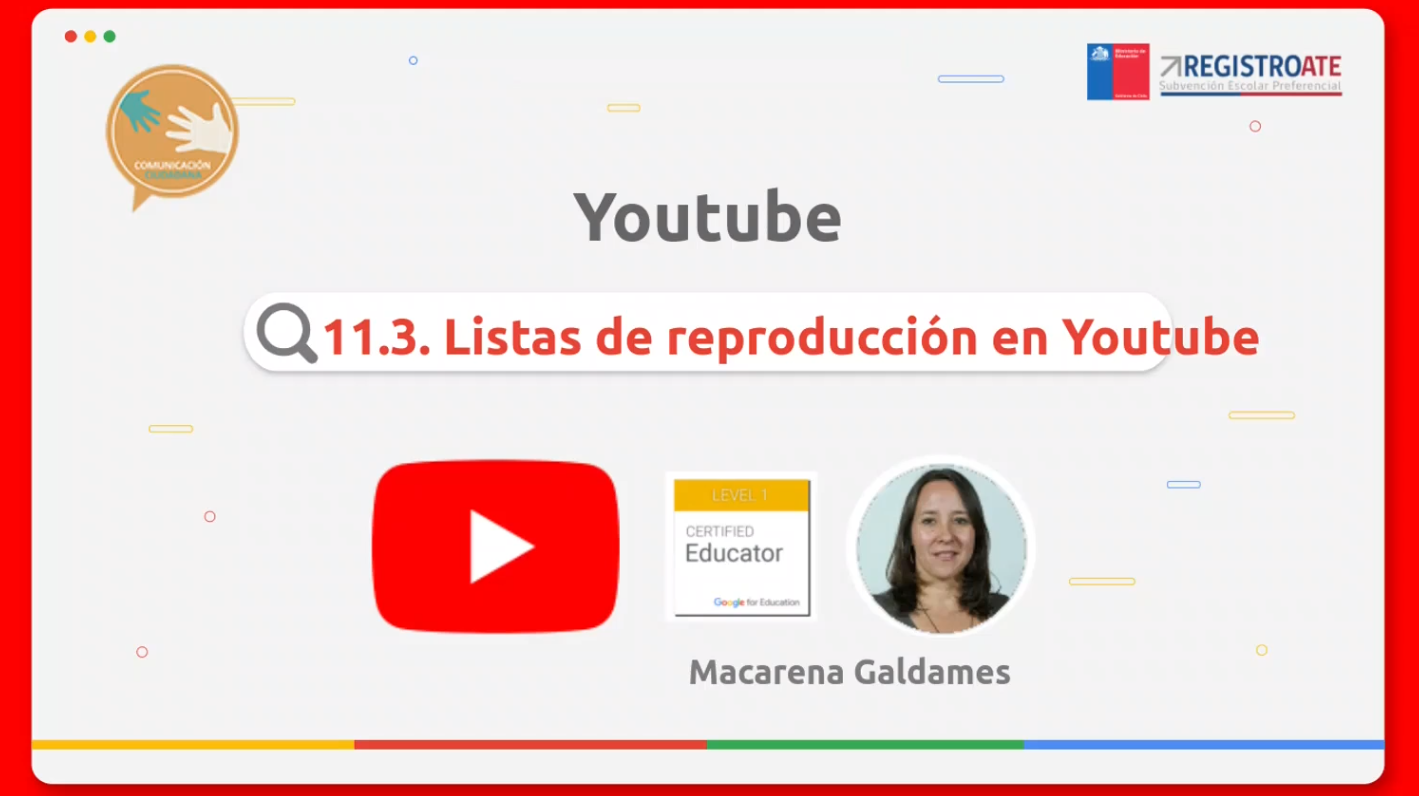 Ministerio de
Educación
Gobierno de Chile
REGISTROATE
Subvención Escolar Preferencial
COMUNICACIÓN
CIUDADANA
Youtube
11.3. Listas de reproducción en Youtube
LEVEL 1
CERTIFIED
Educator
Google for Education
Macarena Galdames